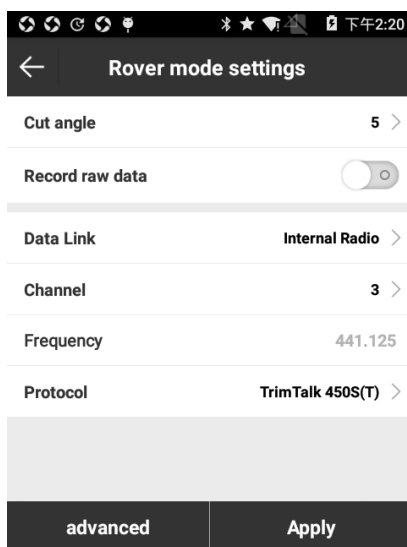 下午2:20
Rover mode settings
Cut angle 5
Record raw data
Data Link Internal Radio
Channel 3
Frequency 441.125
Protocol TrimTalk 450S(T)
advanced Apply